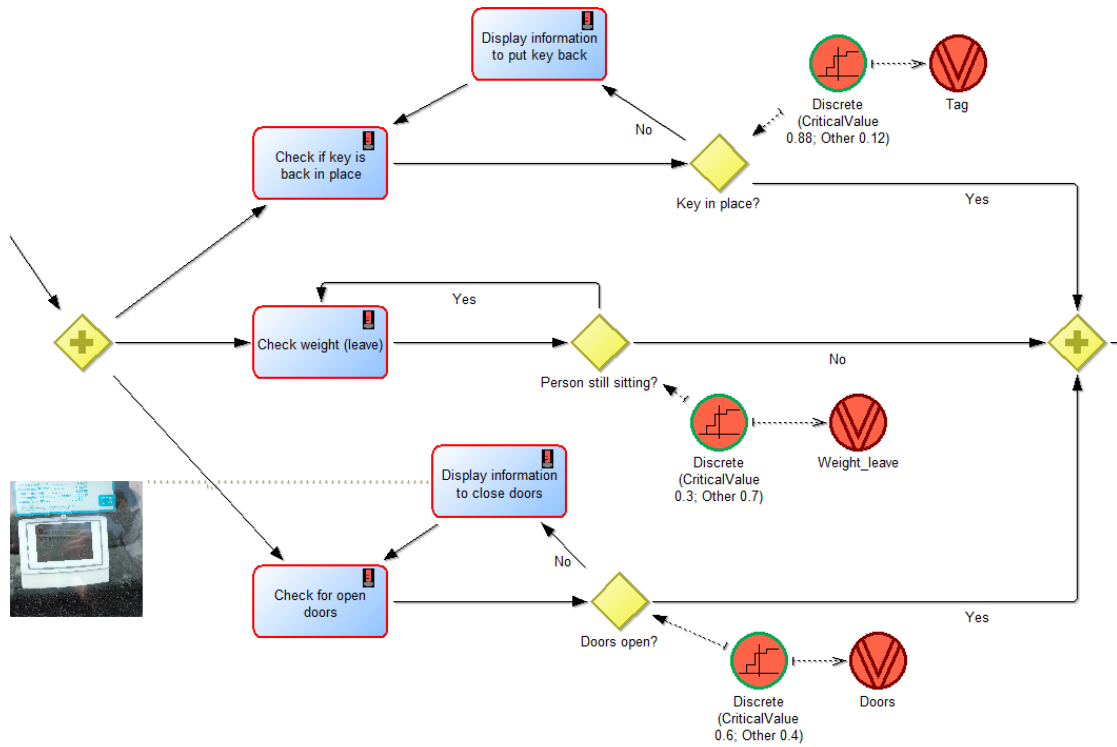 Display information
to put key back
Discrete
(CriticalValue
0.88; Other 0.12)
Tag
No
Check if key is
back in place
Key in place?
Yes
Yes
Check weight (leave)
No
Person still sitting?
Discrete
(CriticalValue
0.3; Other 0.7)
Weight_leave
Display information
to close doors
No
Check for open
doors
Yes
Doors open?
Discrete
(CriticalValue
0.6; Other 0.4)
Doors